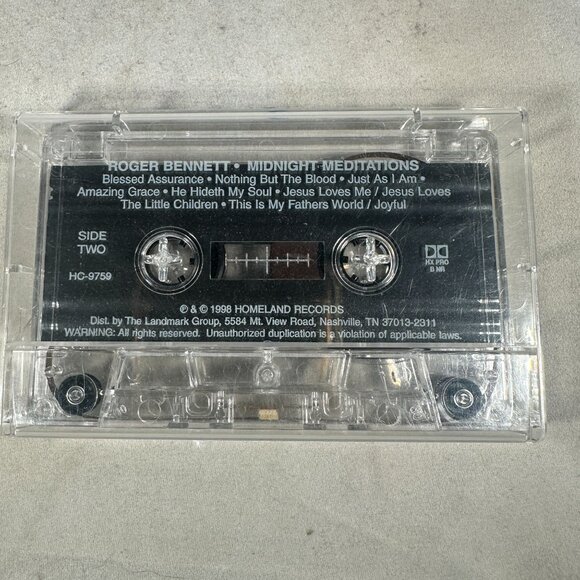 ROGER BENNETT • MIDNIGHT MEDITATIONS
Blessed Assurance • Nothing But The Blood • Just As I Am •
Amazing Grace • He Hideth My Soul • Jesus Loves Me / Jesus Loves
The Little Children • This Is My Fathers World / Joyful
SIDE
TWO
HC-9759
HX PRO
B NR
℗ & © 1998 HOMELAND RECORDS
Dist. by The Landmark Group, 5584 Mt. View Road, Nashville, TN 37013-2311
WARNING: All rights reserved. Unauthorized duplication is a violation of applicable laws.